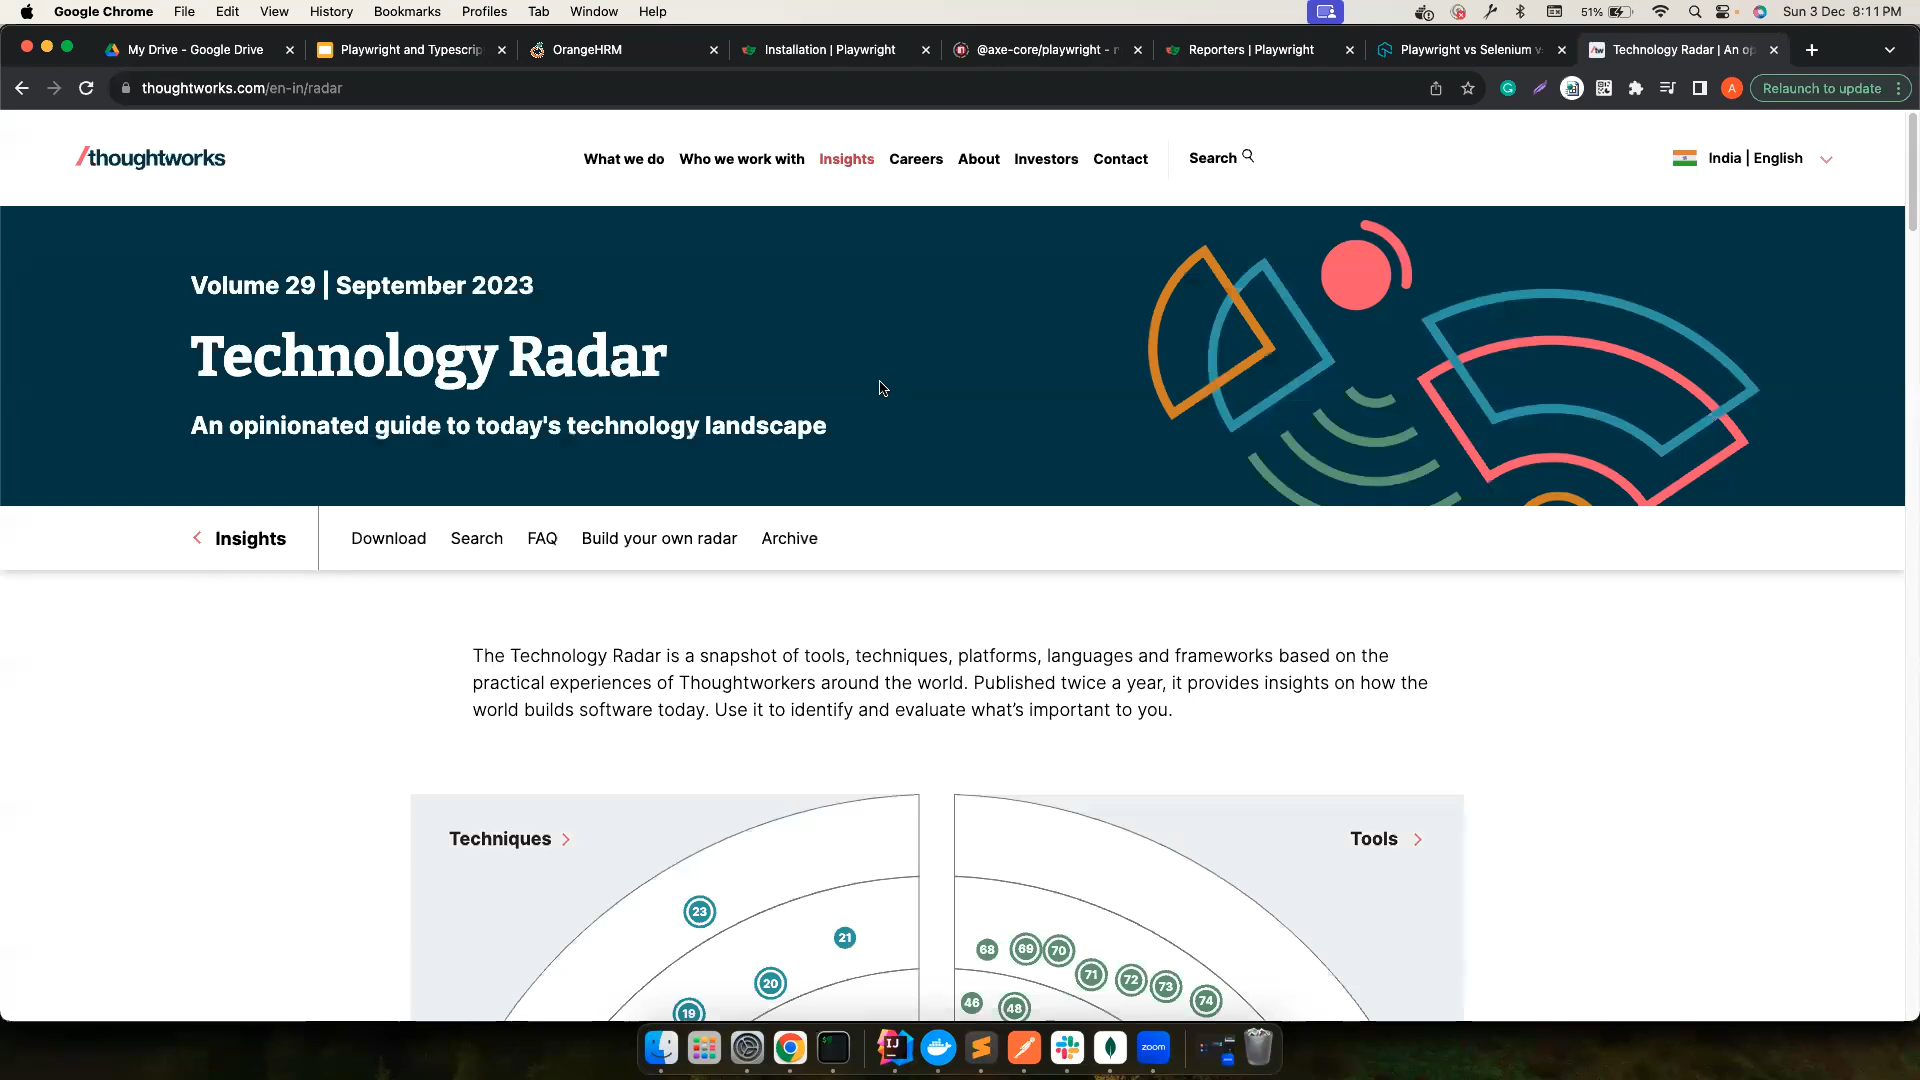 Google Chrome File Edit View History Bookmarks Profiles Tab Window Help 51% Sun 3 Dec 8:11 PM
My Drive - Google Drive Playwright and Typescrip OrangeHRM Installation | Playwright @axe-core/playwright - Reporters | Playwright Playwright vs Selenium Technology Radar | An op
thoughtworks.com/en-in/radar A Relaunch to update
/thoughtworks What we do Who we work with Insights Careers About Investors Contact Search India | English
Volume 29 | September 2023
Technology Radar
An opinionated guide to today's technology landscape
Insights Download Search FAQ Build your own radar Archive
The Technology Radar is a snapshot of tools, techniques, platforms, languages and frameworks based on the
practical experiences of Thoughtworkers around the world. Published twice a year, it provides insights on how the
world builds software today. Use it to identify and evaluate what's important to you.
Techniques Tools
23
21
68 69 70
71 72 73
20
74
46 48
19
zoom